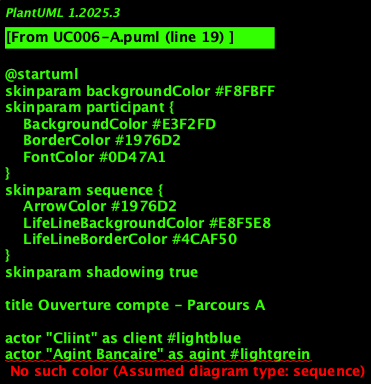 PlantUML 1.2025.3
[From UC006-A.puml (line 19) ]
@startuml
skinparam backgroundColor #F8FBFF
skinparam participant {
BackgroundColor #E3F2FD
BorderColor #1976D2
FontColor #0D47A1
}
skinparam sequence {
ArrowColor #1976D2
LifeLineBackgroundColor #E8F5E8
LifeLineBorderColor #4CAF50
}
skinparam shadowing true
title Ouverture compte - Parcours A
actor "Cliint" as client #lightblue
actor "Agint Bancaire" as agint #lightgrein
No such color (Assumed diagram type: sequence)